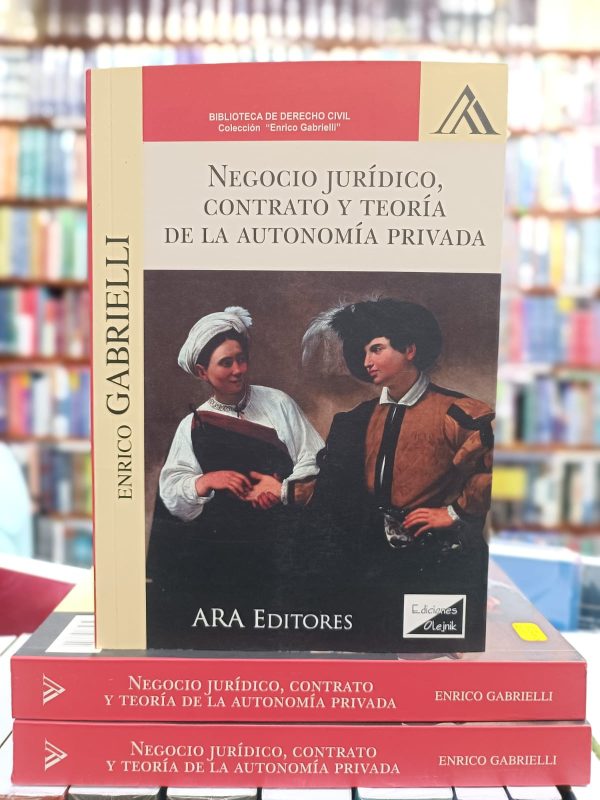 BIBLIOTECA DE DERECHO CIVIL
Colección "Enrico Gabrielli"
NEGOCIO JURÍDICO,
CONTRATO Y TEORÍA
DE LA AUTONOMÍA PRIVADA
ENRICO GABRIELLI
ARA EDITORES
Ediciones
Olejnik
NEGOCIO JURÍDICO, CONTRATO
Y TEORÍA DE LA AUTONOMÍA PRIVADA
ENRICO GABRIELLI
NEGOCIO JURÍDICO, CONTRATO
Y TEORÍA DE LA AUTONOMÍA PRIVADA
ENRICO GABRIELLI